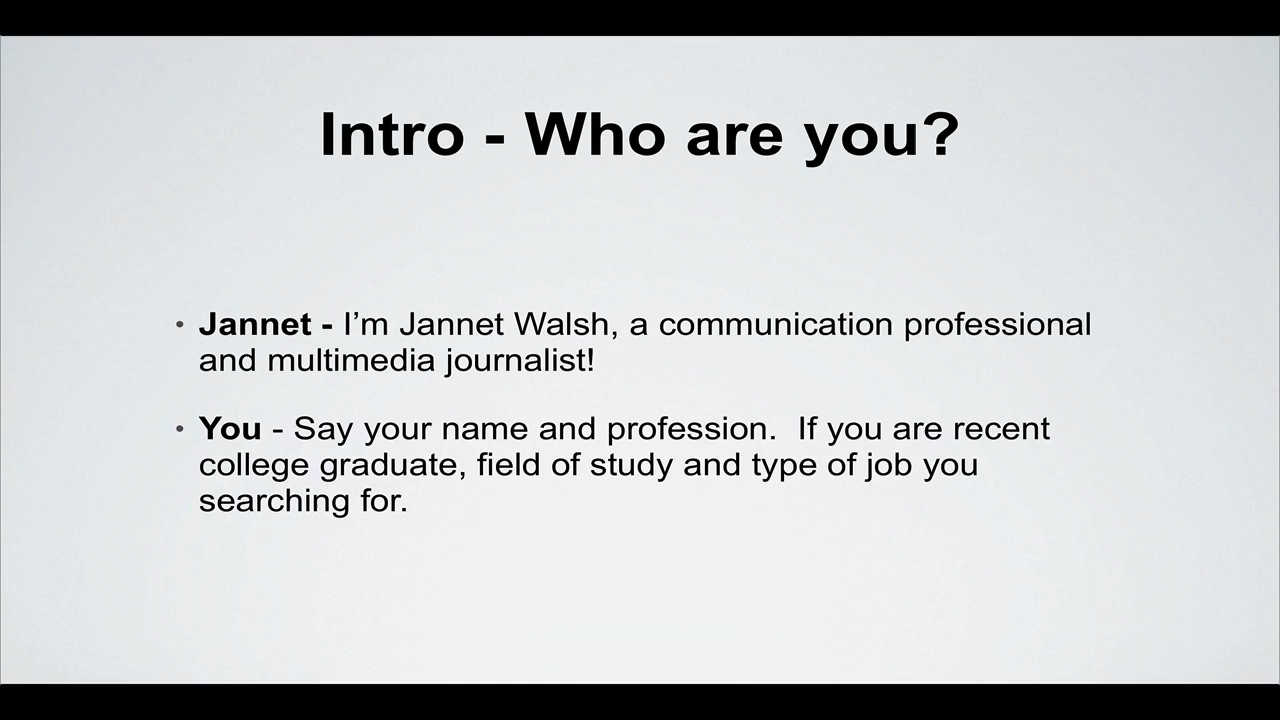 Intro - Who are you?
• Jannet - I’m Jannet Walsh, a communication professional
and multimedia journalist!
• You - Say your name and profession.  If you are recent
college graduate, field of study and type of job you
searching for.